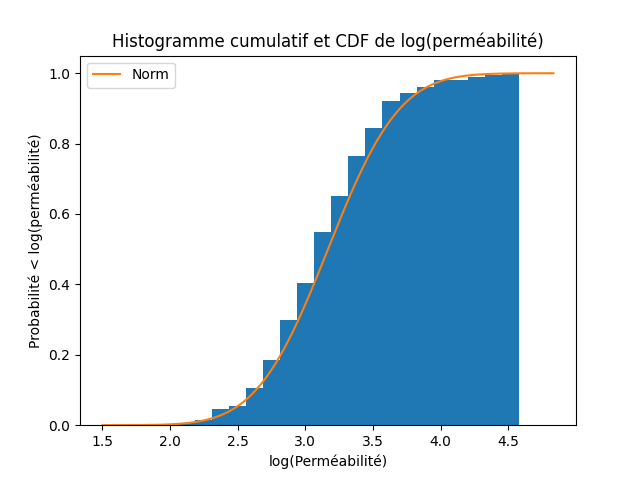 Histogramme cumulatif et CDF de log(perméabilité)
Norm
Probabilité < log(perméabilité)
1.0
0.8
0.6
0.4
0.2
0.0
1.5 2.0 2.5 3.0 3.5 4.0 4.5
log(Perméabilité)